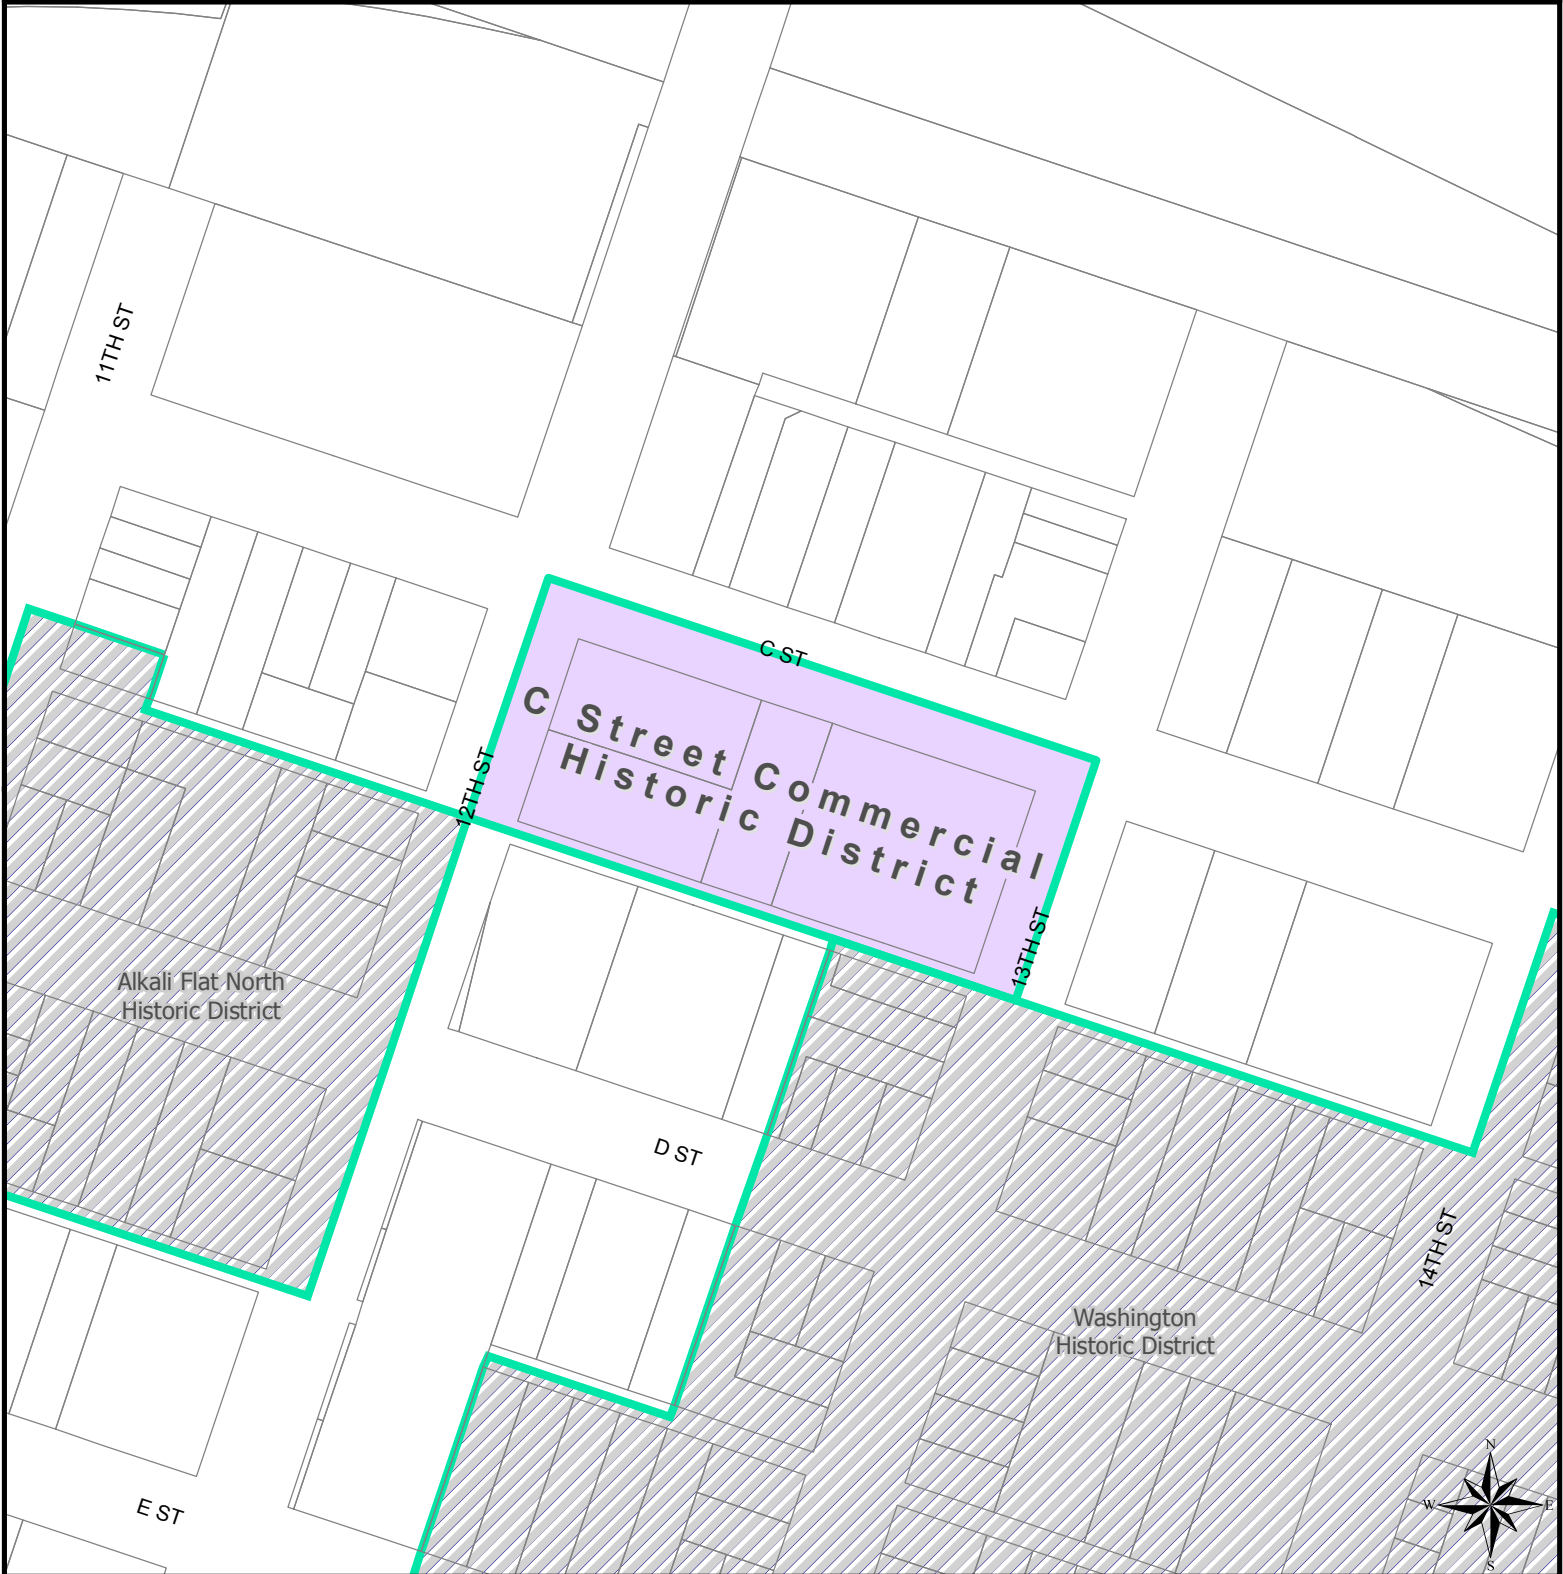 11TH ST
C ST
C Street Commercial
Historic District
12TH ST
13TH ST
Alkali Flat North
Historic District
D ST
14TH ST
Washington
Historic District
E ST
N
W
E
S